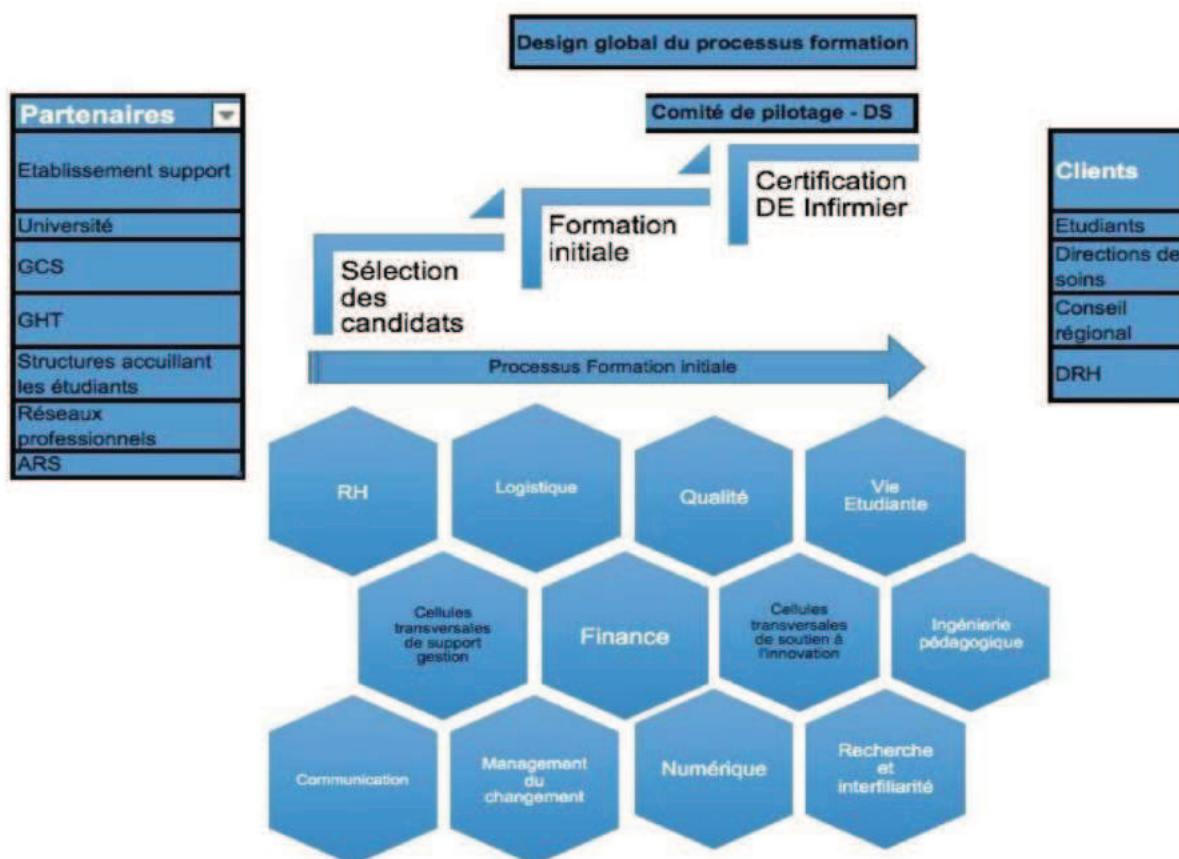 Design global du processus formation
Comité de pilotage - DS
Partenaires
Etablissement support
Université
GCS
GHT
Structures accuillant
les étudiants
Réseaux
professionnels
ARS
Sélection
des
candidats
Formation
initiale
Certification
DE Infirmier
Processus Formation initiale
Clients
Etudiants
Directions de
soins
Conseil
régional
DRH
RH
Logistique
Qualité
Vie
Etudiante
Cellules
transversales
de support
gestion
Finance
Cellules
transversales
de soutien à
l'innovation
Ingénierie
pédagogique
Communication
Management
du
changement
Numérique
Recherche
et
interfiliarité